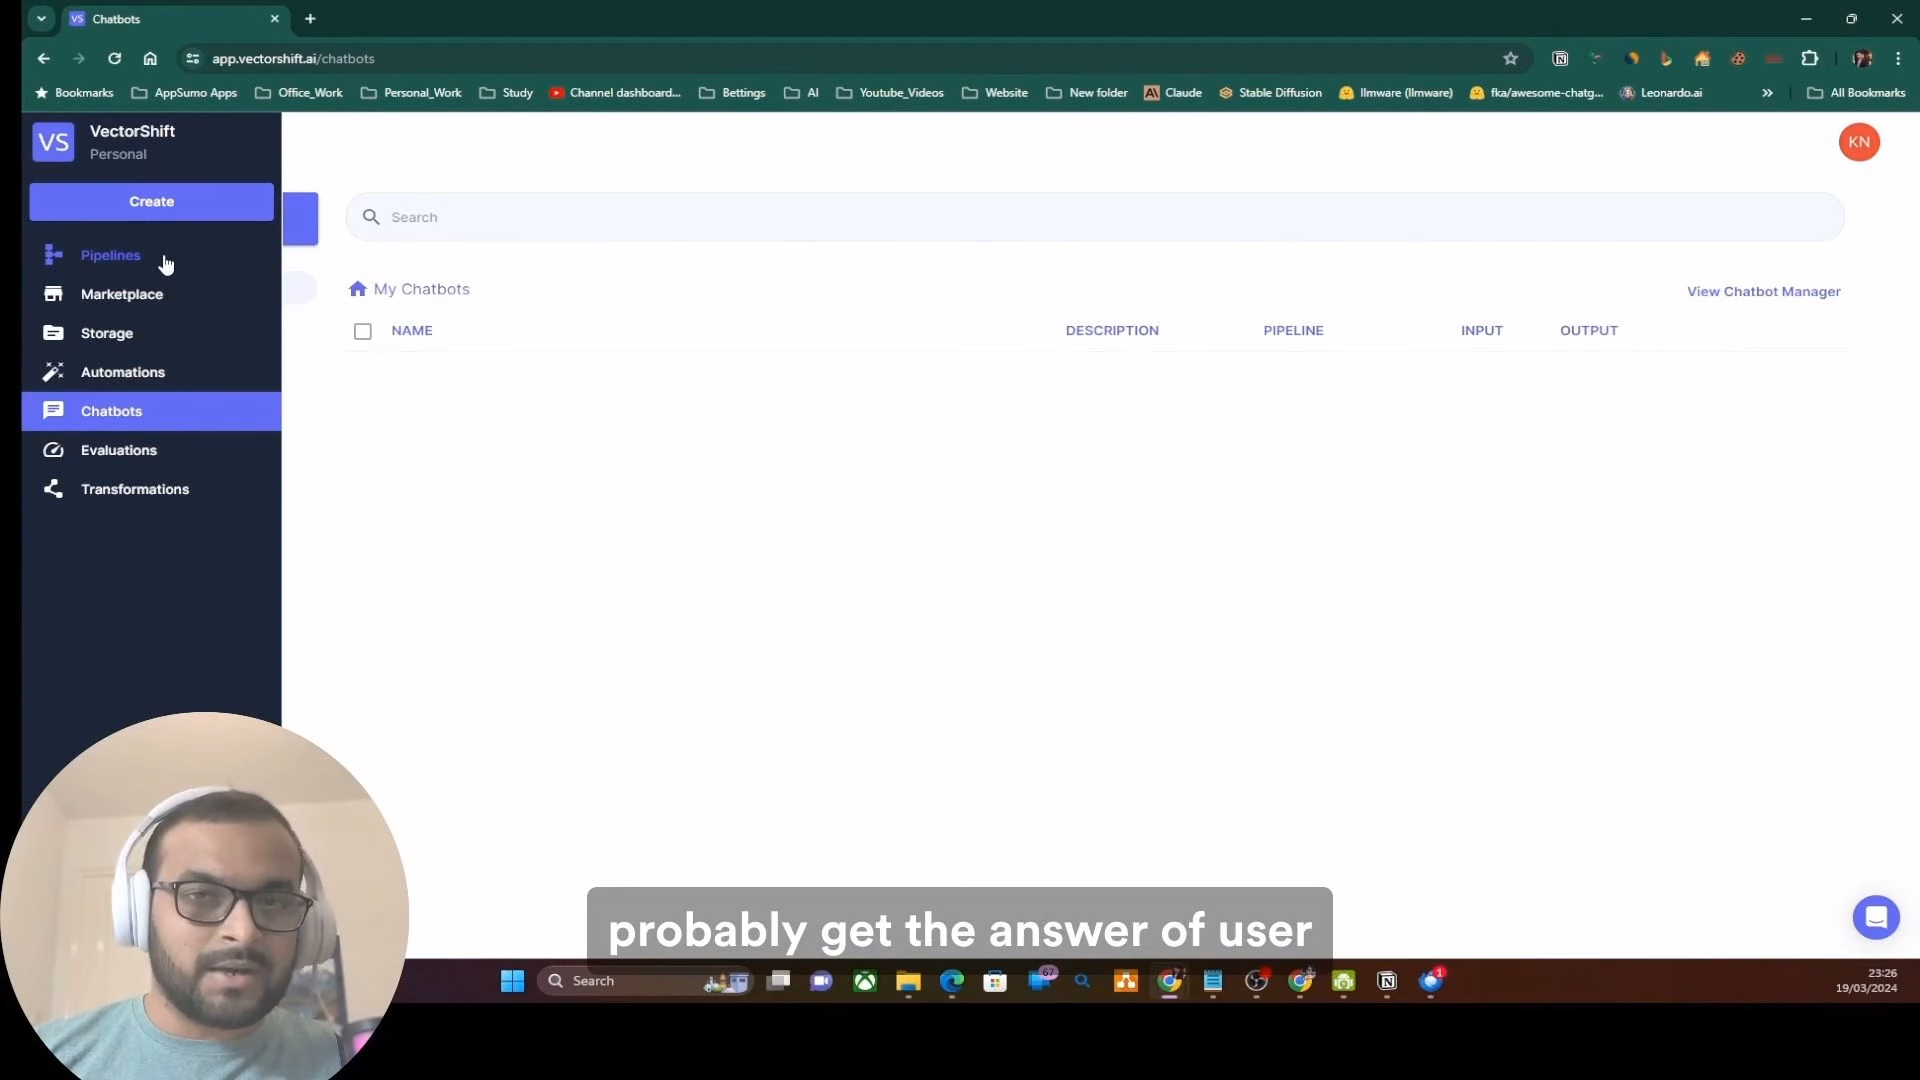 VS
Chatbots
app.vectorshift.ai/chatbots
Bookmarks
AppSumo Apps
Office_Work
Personal_Work
Study
Channel dashboard...
Bettings
AI
Youtube_Videos
Website
New folder
Claude
Stable Diffusion
llmware (llmware)
fka/awesome-chatg...
Leonardo.ai
»
All Bookmarks
VS
VectorShift
Personal
KN
Create
Search
Pipelines
Marketplace
My Chatbots
View Chatbot Manager
Storage
NAME
DESCRIPTION
PIPELINE
INPUT
OUTPUT
Automations
Chatbots
Evaluations
Transformations
probably get the answer of user
Search
67
1
23:26
19/03/2024